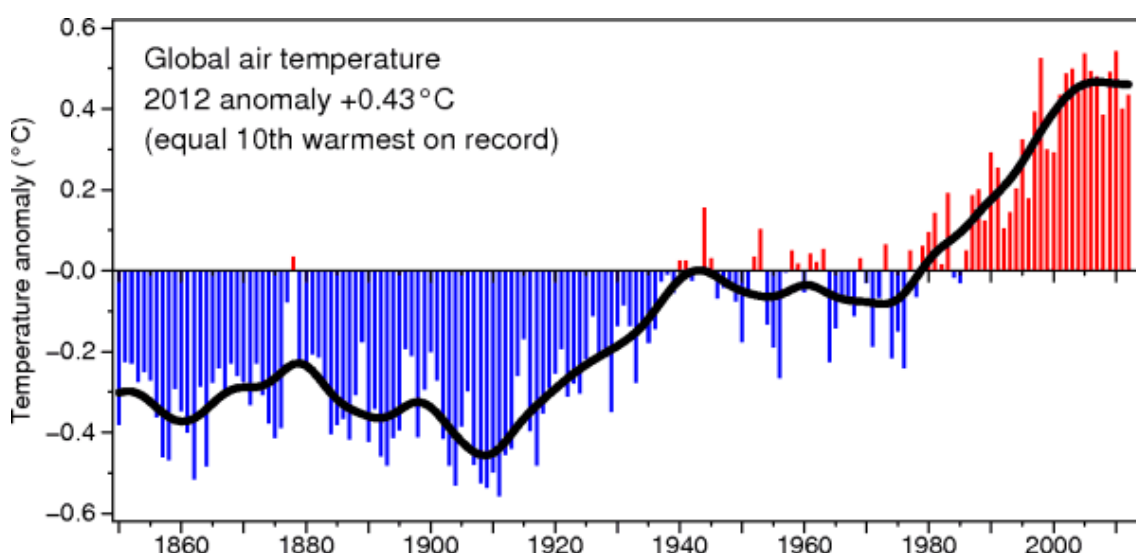 Global air temperature
2012 anomaly +0.43°C
(equal 10th warmest on record)
Temperature anomaly (°C)
0.6
0.4
0.2
−0.0
−0.2
−0.4
−0.6
1860 1880 1900 1920 1940 1960 1980 2000